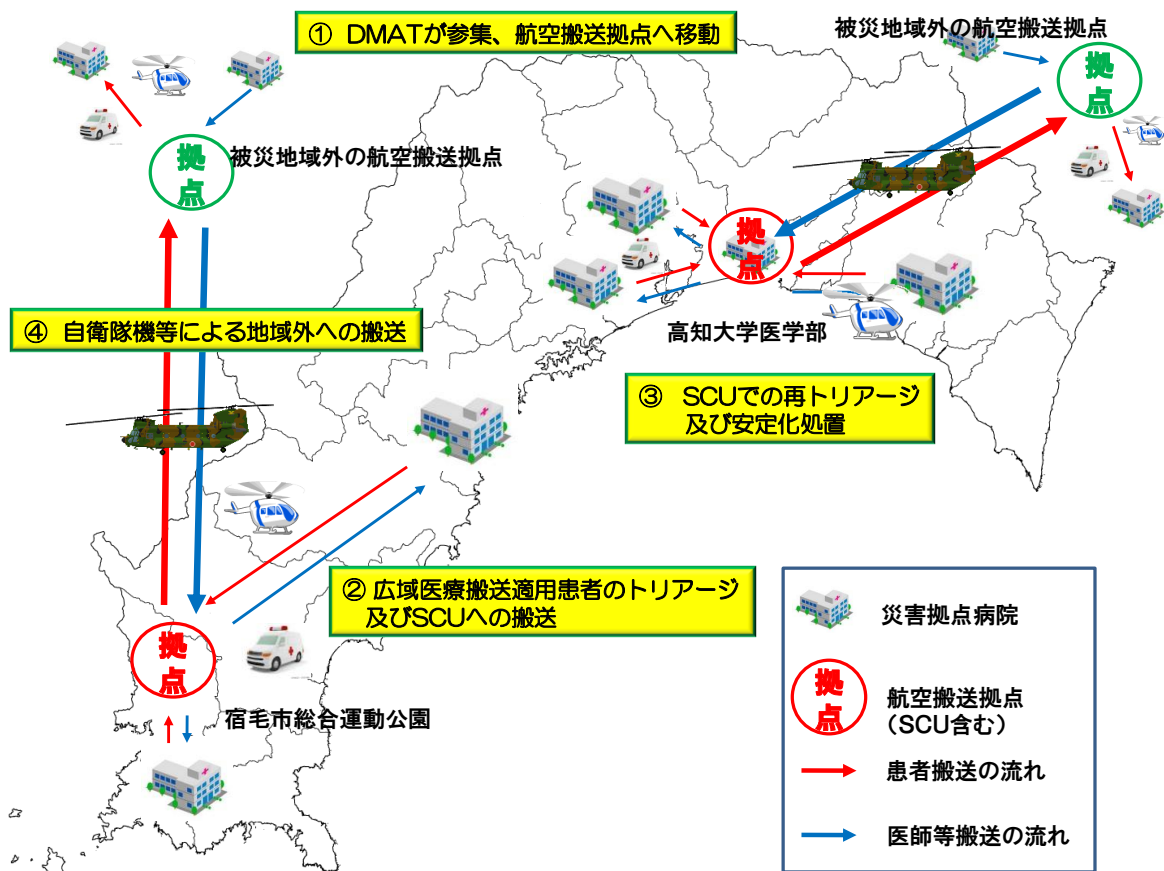 ① DMATが参集、航空搬送拠点へ移動
被災地域外の航空搬送拠点
拠
点
拠
点
被災地域外の航空搬送拠点
拠
点
高知大学医学部
④ 自衛隊機等による地域外への搬送
③ SCUでの再トリアージ
及び安定化処置
② 広域医療搬送適用患者のトリアージ
及びSCUへの搬送
拠
点
宿毛市総合運動公園
災害拠点病院
拠
点
航空搬送拠点
（SCU含む）
患者搬送の流れ
医師等搬送の流れ